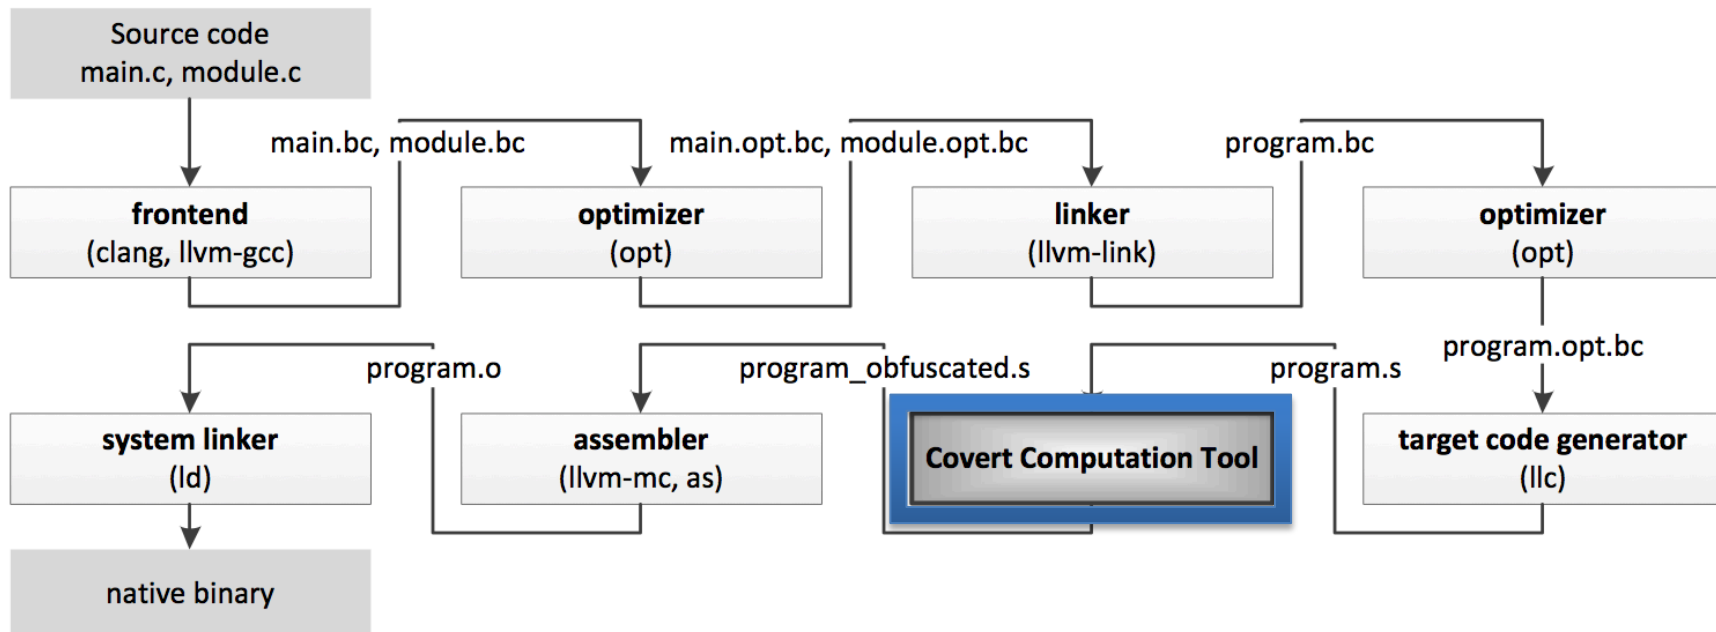 Source code
main.c, module.c
main.bc, module.bc
main.opt.bc, module.opt.bc
program.bc
frontend
(clang, llvm-gcc)
optimizer
(opt)
linker
(llvm-link)
optimizer
(opt)
program.opt.bc
program.s
program_obfuscated.s
program.o
target code generator
(llc)
Covert Computation Tool
assembler
(llvm-mc, as)
system linker
(ld)
native binary